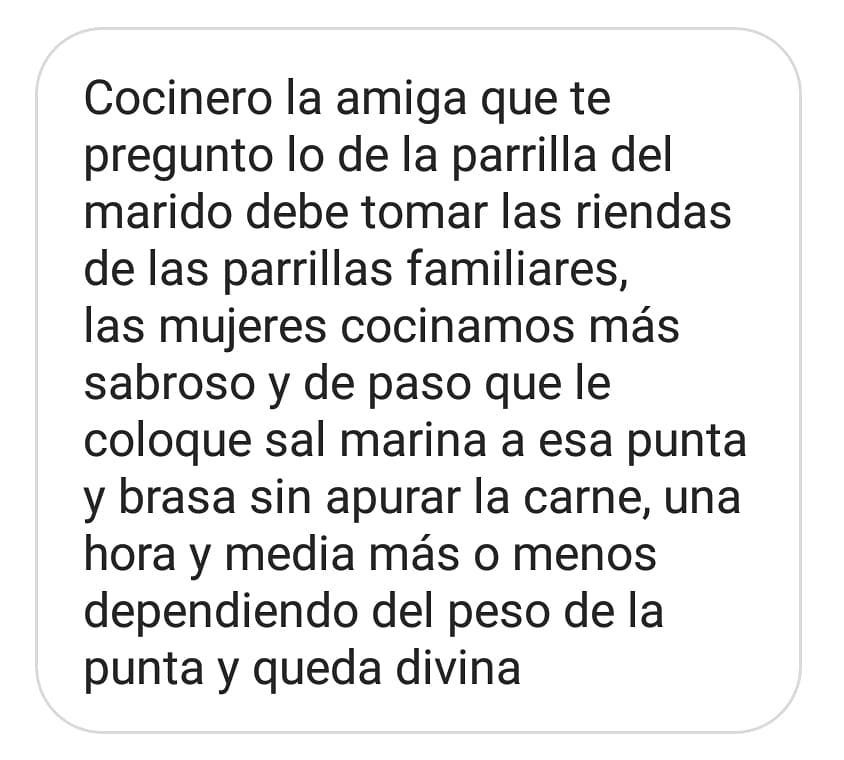 Cocinero la amiga que te
pregunto lo de la parrilla del
marido debe tomar las riendas
de las parrillas familiares,
las mujeres cocinamos más
sabroso y de paso que le
coloque sal marina a esa punta
y brasa sin apurar la carne, una
hora y media más o menos
dependiendo del peso de la
punta y queda divina